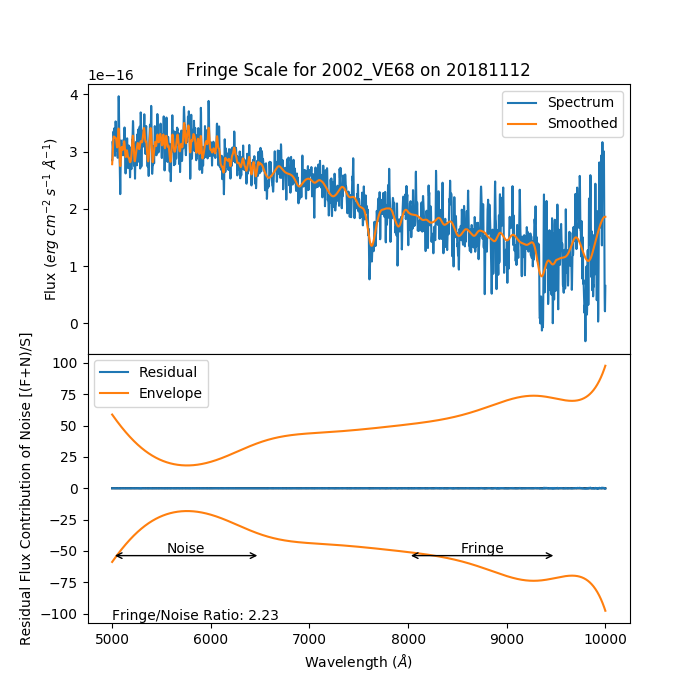 Fringe Scale for 2002_VE68 on 20181112
1e−16
Spectrum
Smoothed
4
3
2
1
0
Flux (erg cm⁻² s⁻¹ Å⁻¹)
Residual
Envelope
100
75
50
25
0
−25
−50
−75
−100
Residual Flux Contribution of Noise [(F+N)/S]
Noise
Fringe
Fringe/Noise Ratio: 2.23
5000 6000 7000 8000 9000 10000
Wavelength (Å)